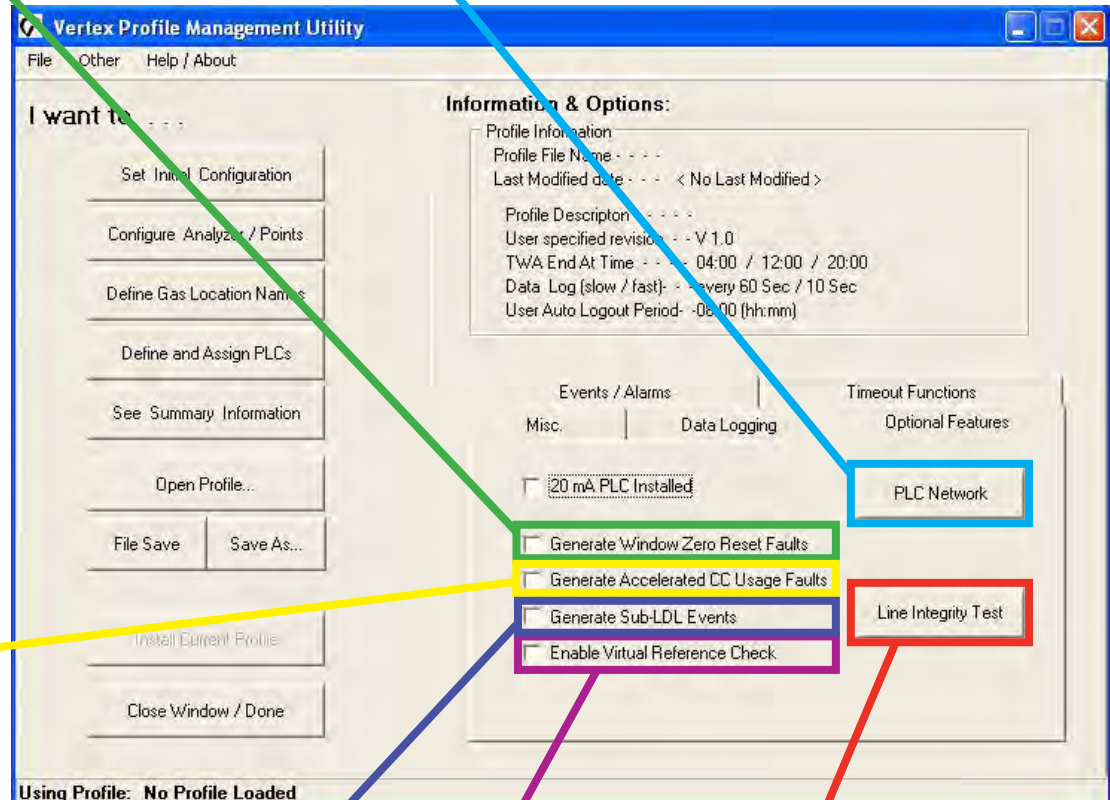 Vertex Profile Management Utility
File Other Help / About
I want to . . .
Set Initial Configuration
Configure Analyzer / Points
Define Gas Location Names
Define and Assign PLCs
See Summary Information
Open Profile...
File Save Save As...
Install Current Profile
Close Window / Done
Information & Options:
Profile Information
Profile File Name - - - -
Last Modified date - - - < No Last Modified >
Profile Descripton - - - - -
User specified revision - - V 1.0
TWA End At Time - - - - 04:00 / 12:00 / 20:00
Data Log (slow / fast)- - -every 60 Sec / 10 Sec
User Auto Logout Period- -08:00 (hh:mm)
Events / Alarms Timeout Functions
Misc. Data Logging Optional Features
20 mA PLC Installed
PLC Network
Generate Window Zero Reset Faults
Generate Accelerated CC Usage Faults
Generate Sub-LDL Events
Line Integrity Test
Enable Virtual Reference Check
Using Profile: No Profile Loaded